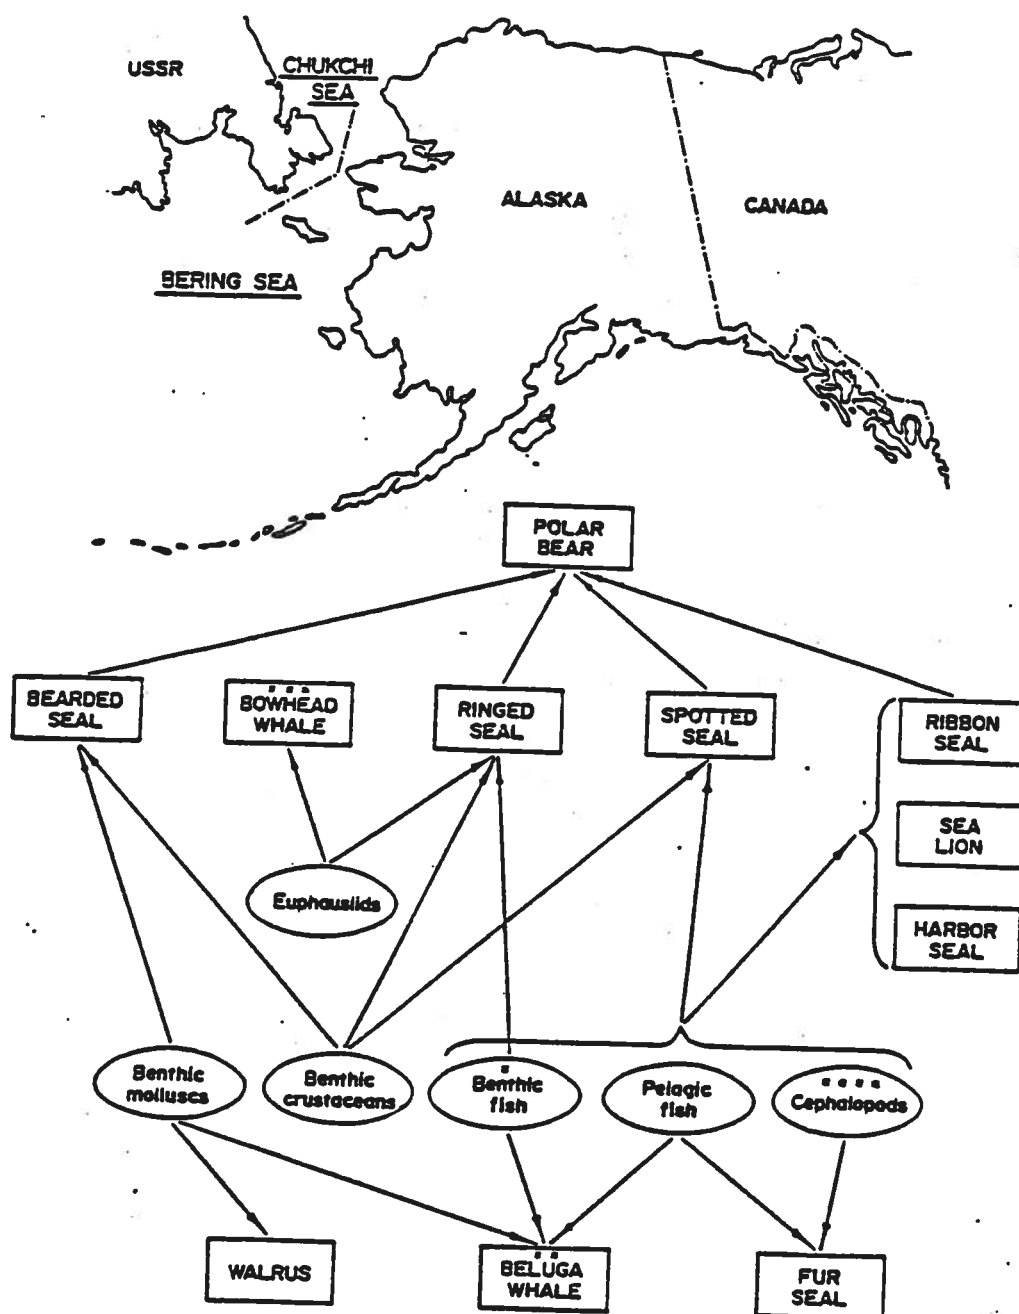 USSR
CHUKCHI
SEA
ALASKA
CANADA
BERING SEA
POLAR
BEAR
BEARDED
SEAL
BOWHEAD
WHALE
RINGED
SEAL
SPOTTED
SEAL
RIBBON
SEAL
SEA
LION
HARBOR
SEAL
Euphausiids
Benthic
molluscs
Benthic
crustaceans
Benthic
fish
Pelagic
fish
Cephalopods
WALRUS
BELUGA
WHALE
FUR
SEAL